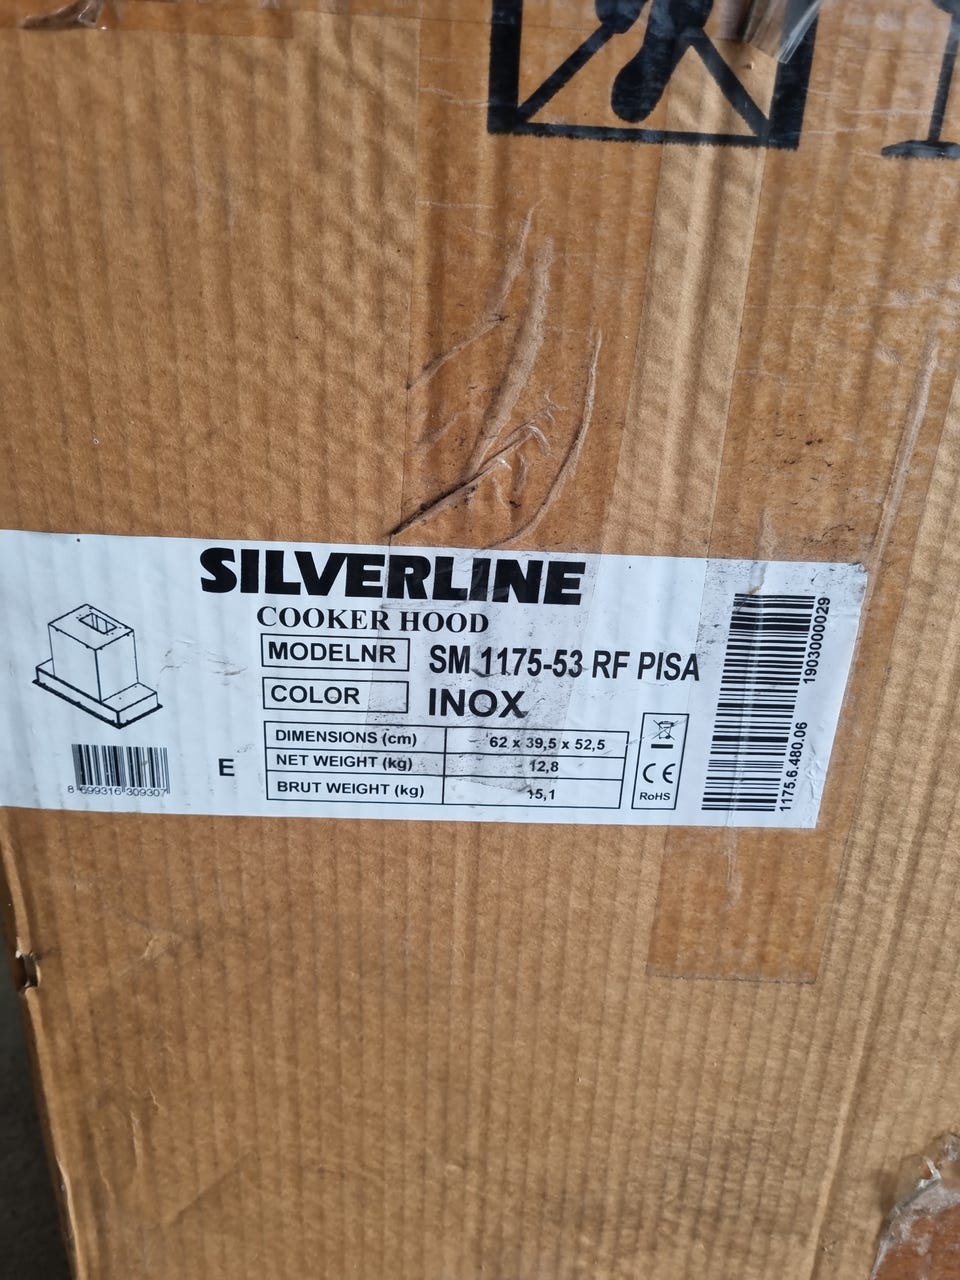 SILVERLINE
COOKER HOOD
MODELNR SM 1175-53 RF PISA
COLOR INOX
DIMENSIONS (cm) 62 x 39,5 x 52,5
NET WEIGHT (kg) 12,8
BRUT WEIGHT (kg) 15,1
E
CE
RoHS
8 699316 309307
1903000029
1175.6.480.06